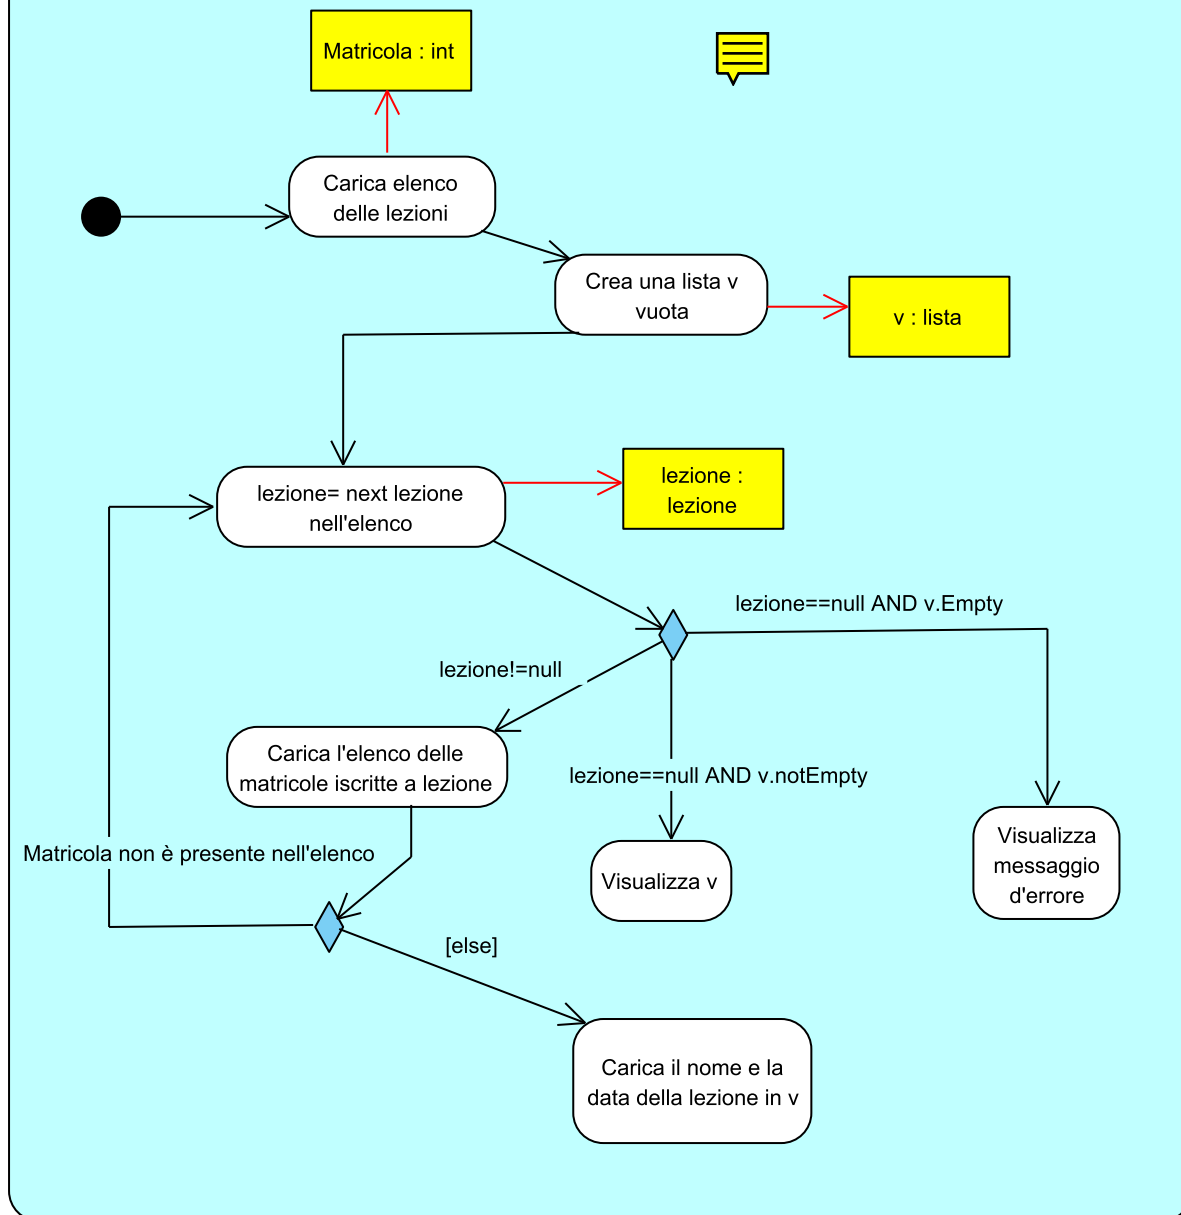 Matricola : int
Carica elenco
delle lezioni
Crea una lista v
vuota
v : lista
lezione= next lezione
nell'elenco
lezione :
lezione
lezione==null AND v.Empty
lezione!=null
Carica l'elenco delle
matricole iscritte a lezione
lezione==null AND v.notEmpty
Matricola non è presente nell'elenco
Visualizza v
Visualizza
messaggio
d'errore
[else]
Carica il nome e la
data della lezione in v